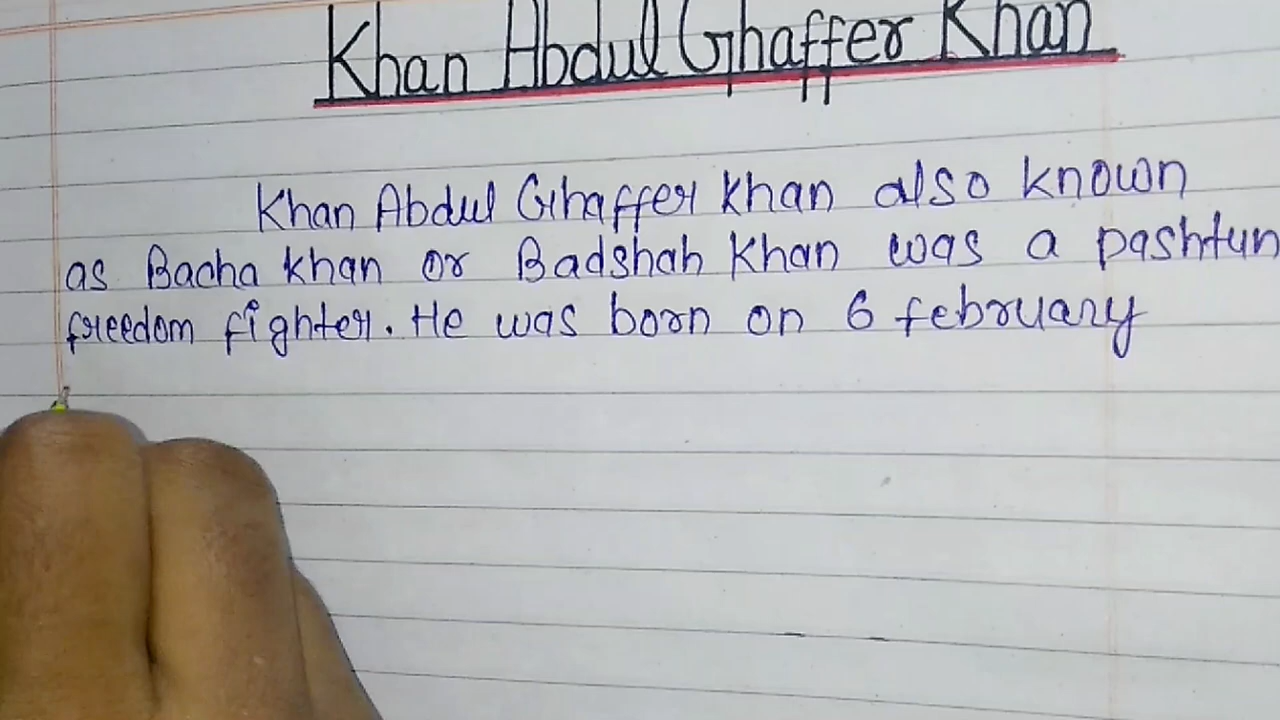 Khan Abdul Ghaffer Khan
Khan Abdul Ghaffer Khan also known
as Bacha Khan or Badshah Khan was a pashtun
freedom fighter. He was born on 6 february